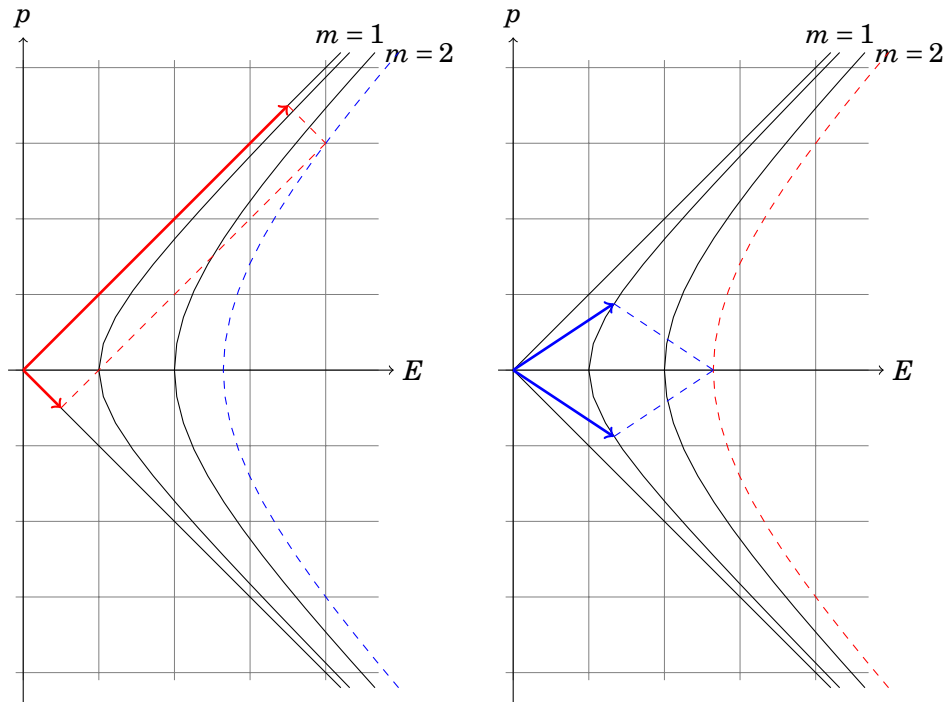 p
m = 1
m = 2
E
p
m = 1
m = 2
E